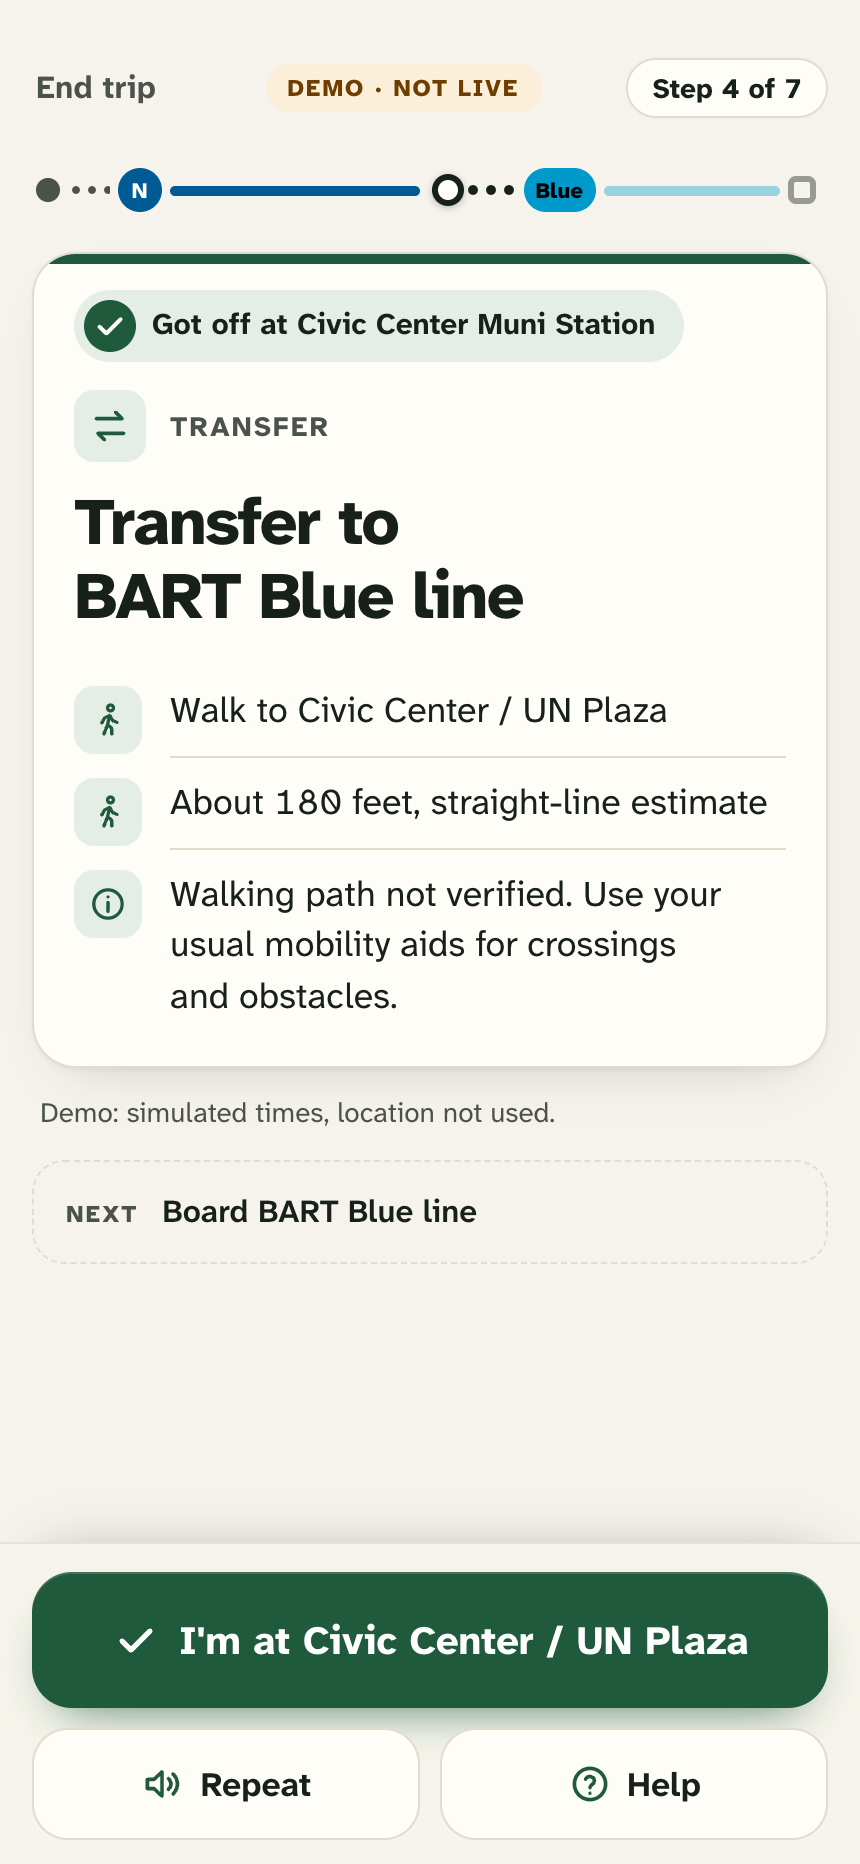 End trip
DEMO · NOT LIVE
Step 4 of 7
N
Blue
Got off at Civic Center Muni Station
TRANSFER
Transfer to
BART Blue line
Walk to Civic Center / UN Plaza
About 180 feet, straight-line estimate
Walking path not verified. Use your
usual mobility aids for crossings
and obstacles.
Demo: simulated times, location not used.
NEXT Board BART Blue line
I'm at Civic Center / UN Plaza
Repeat
Help